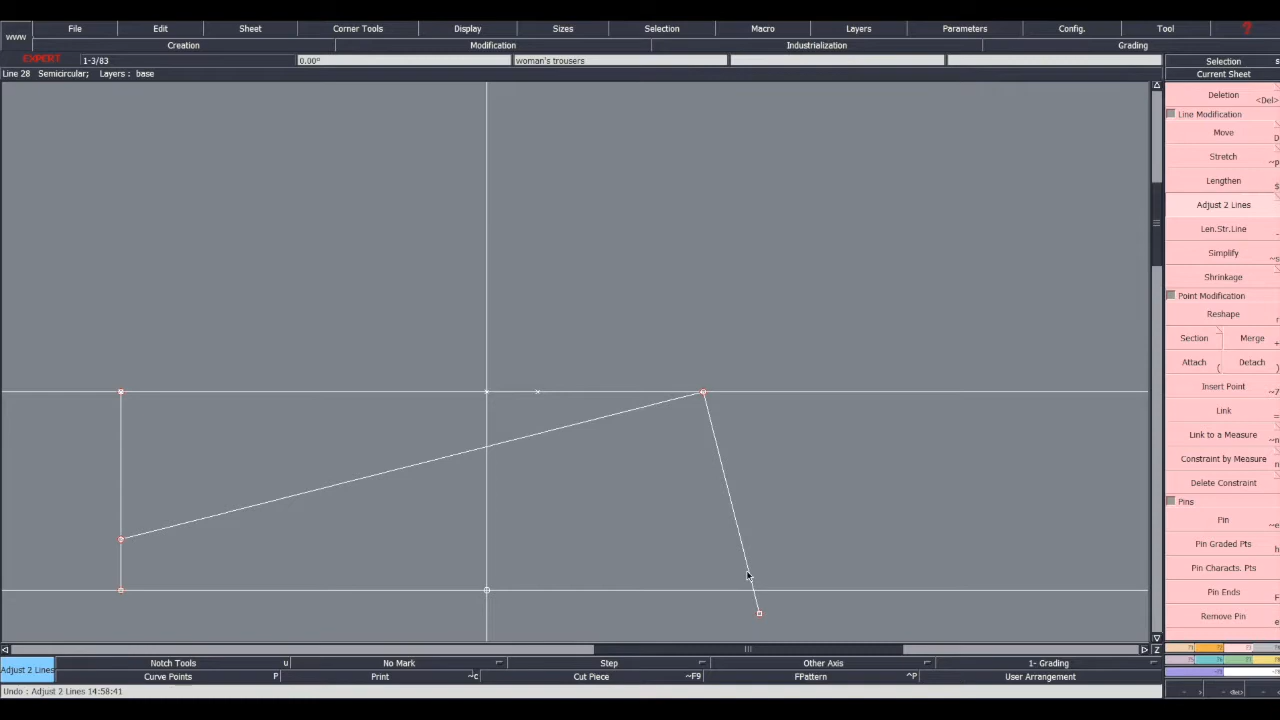 www
File Edit Sheet Corner Tools Display Sizes Selection Macro Layers Parameters Config. Tool ?
Creation Modification Industrialization Grading
EXPERT 1-3/83 0.00º woman's trousers
Line 28 Semicircular; Layers : base
Selection s
Current Sheet
Deletion <Del>
Line Modification
Move D
Stretch ~p
Lengthen s
Adjust 2 Lines
Len.Str.Line -
Simplify ~s
Shrinkage
Point Modification
Reshape r
Section Merge +
Attach ( Detach )
Insert Point ~7
Link =
Link to a Measure ~n
Constraint by Measure n
Delete Constraint
Pins
Pin ~e
Pin Graded Pts h
Pin Characts. Pts
Pin Ends F
Remove Pin e
Z
Adjust 2 Lines
Notch Tools u No Mark Step Other Axis 1- Grading
Curve Points P Print ~c Cut Piece ~F9 FPattern ^P User Arrangement
Undo : Adjust 2 Lines 14:58:41